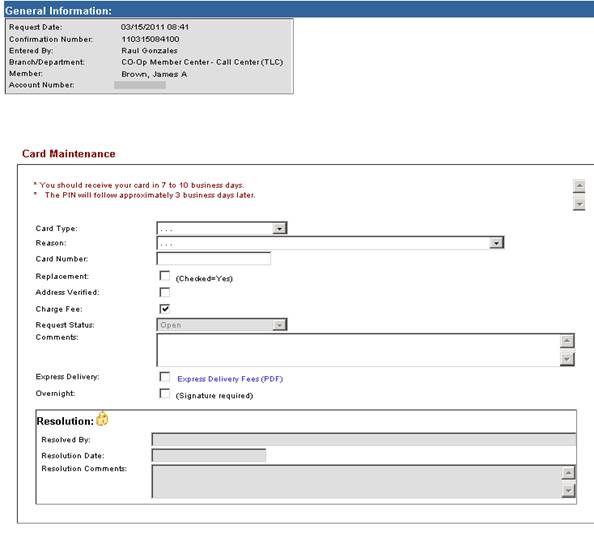 General Information:
Request Date: 03/15/2011 08:41
Confirmation Number: 110315084100
Entered By: Raul Gonzales
Branch/Department: CO-Op Member Center - Call Center (TLC)
Member: Brown, James A
Account Number:
Card Maintenance
* You should receive your card in 7 to 10 business days.
* The PIN will follow approximately 3 business days later.
Card Type: ...
Reason: ...
Card Number:
Replacement: (Checked=Yes)
Address Verified:
Charge Fee:
Request Status: Open
Comments:
Express Delivery: Express Delivery Fees (PDF)
Overnight: (Signature required)
Resolution:
Resolved By:
Resolution Date:
Resolution Comments: